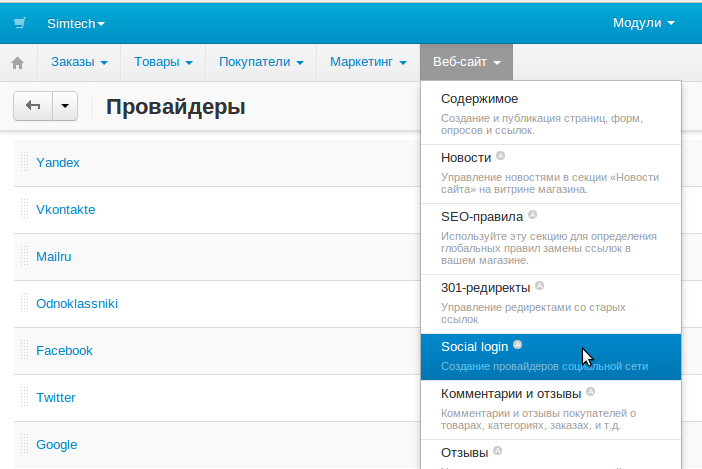 Simtech
Модули
Заказы
Товары
Покупатели
Маркетинг
Веб-сайт
Провайдеры
Yandex
Vkontakte
Mailru
Odnoklassniki
Facebook
Twitter
Google
Содержимое
Создание и публикация страниц, форм,
опросов и ссылок.
Новости A
Управление новостями в секции «Новости
сайта» на витрине магазина.
SEO-правила A
Используйте эту секцию для определения
глобальных правил замены ссылок в
вашем магазине.
301-редиректы A
Управление редиректами со старых
ссылок
Social login A
Создание провайдеров социальной сети
Комментарии и отзывы A
Комментарии и отзывы покупателей о
товарах, категориях, заказах, и т.д.
Отзывы A